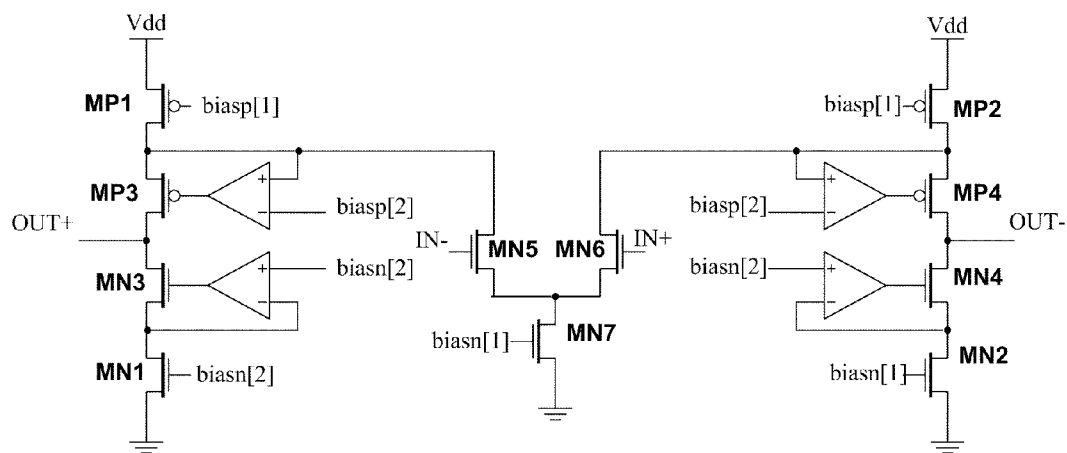 Vdd
Vdd
MP1
biasp[1]
biasp[1]
MP2
MP3
+
-
biasp[2]
biasp[2]
+
-
MP4
OUT+
IN-
MN5
MN6
IN+
OUT-
MN3
+
-
biasn[2]
biasn[2]
+
-
MN4
biasn[1]
MN7
MN1
biasn[2]
biasn[1]
MN2